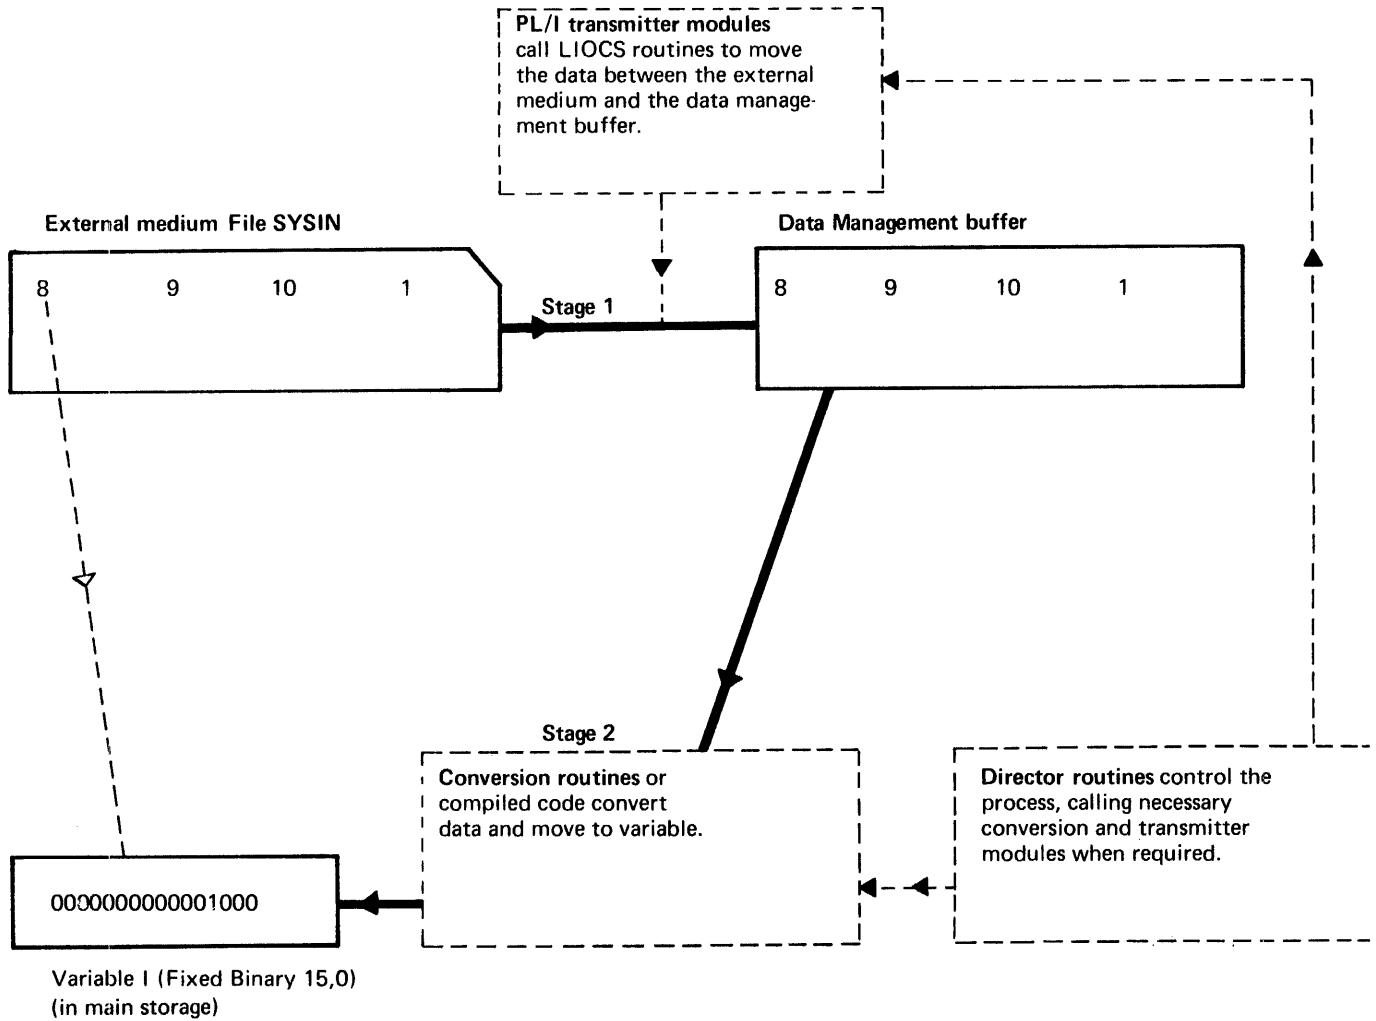 PL/I transmitter modules
call LIOCS routines to move
the data between the external
medium and the data manage-
ment buffer.
External medium File SYSIN
Data Management buffer
8 9 10 1
Stage 1
8 9 10 1
Stage 2
Conversion routines or
compiled code convert
data and move to variable.
Director routines control the
process, calling necessary
conversion and transmitter
modules when required.
0000000000001000
Variable I (Fixed Binary 15,0)
(in main storage)